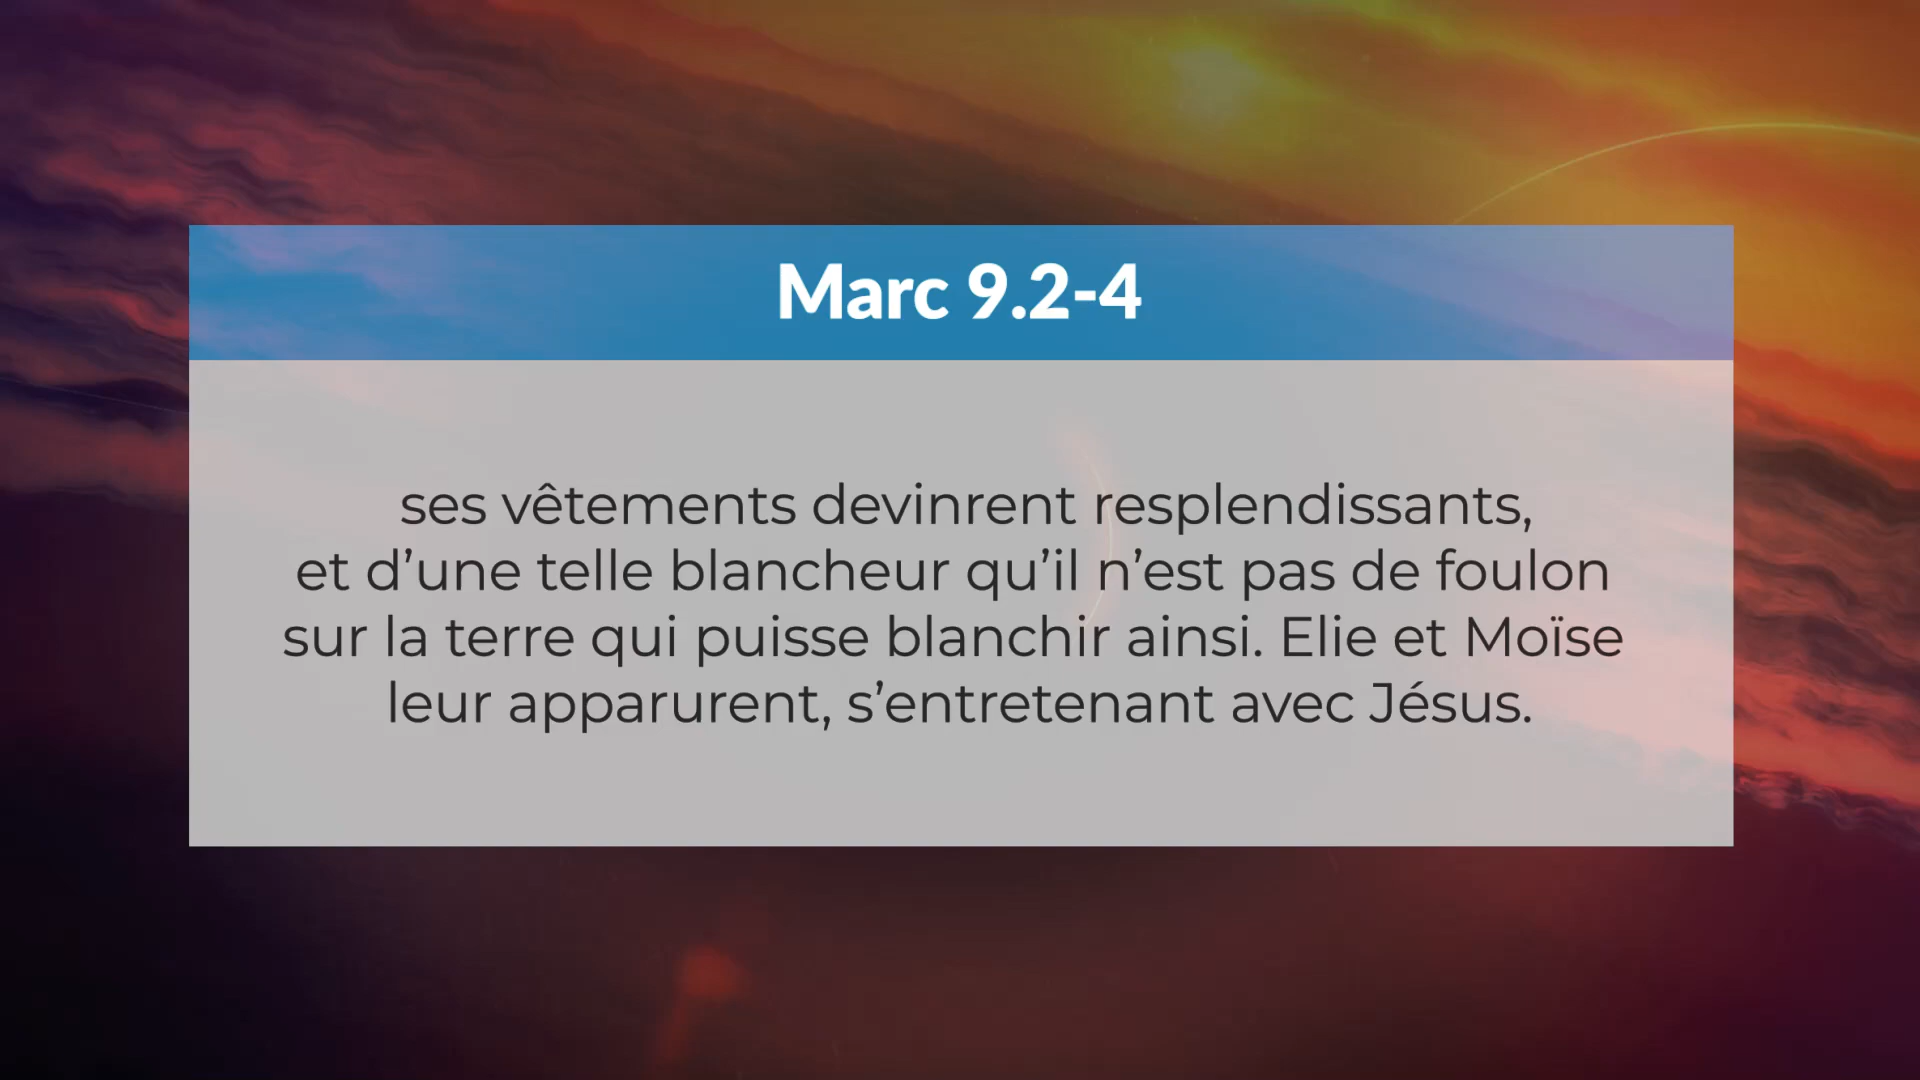 Marc 9.2-4
ses vêtements devinrent resplendissants,
et d’une telle blancheur qu’il n’est pas de foulon
sur la terre qui puisse blanchir ainsi. Elie et Moïse
leur apparurent, s’entretenant avec Jésus.